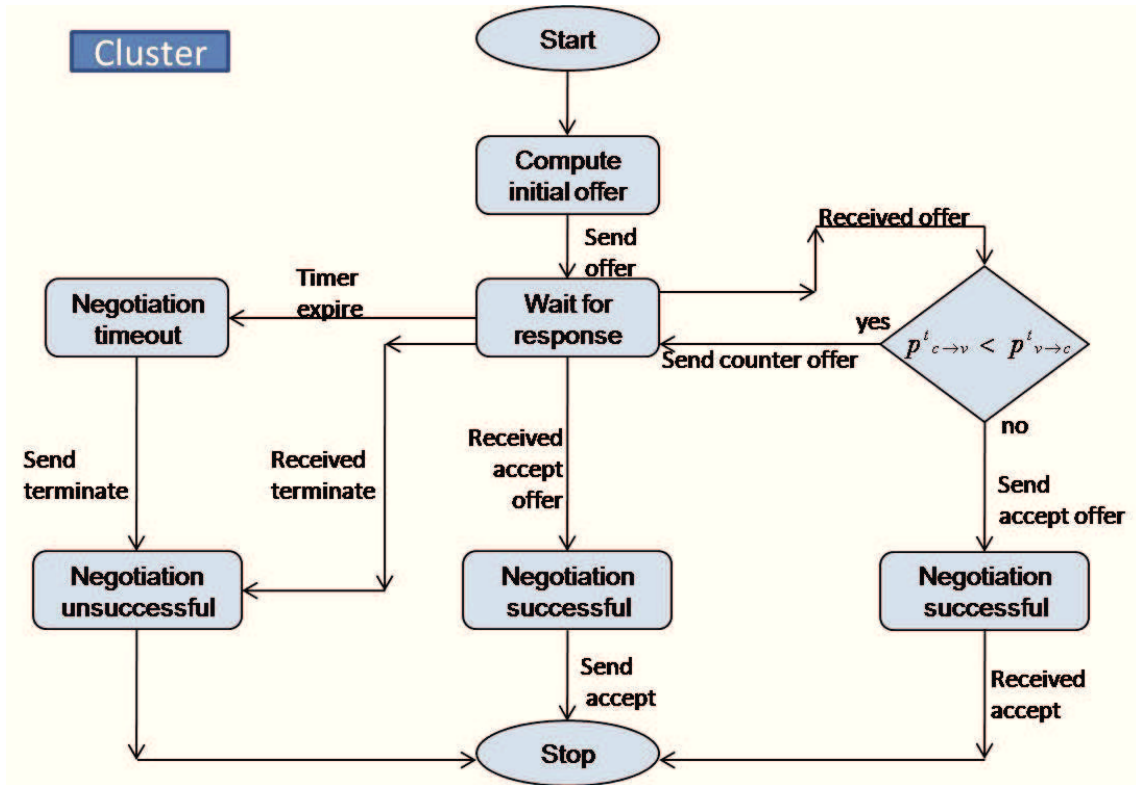 Cluster
Start
Compute
initial offer
Send
offer
Received offer
Timer
expire
Negotiation
timeout
Wait for
response
yes
Send counter offer
p^t_{c→v} < p^t_{v→c}
no
Send
terminate
Received
terminate
Received
accept
offer
Send
accept offer
Negotiation
unsuccessful
Negotiation
successful
Negotiation
successful
Send
accept
Received
accept
Stop